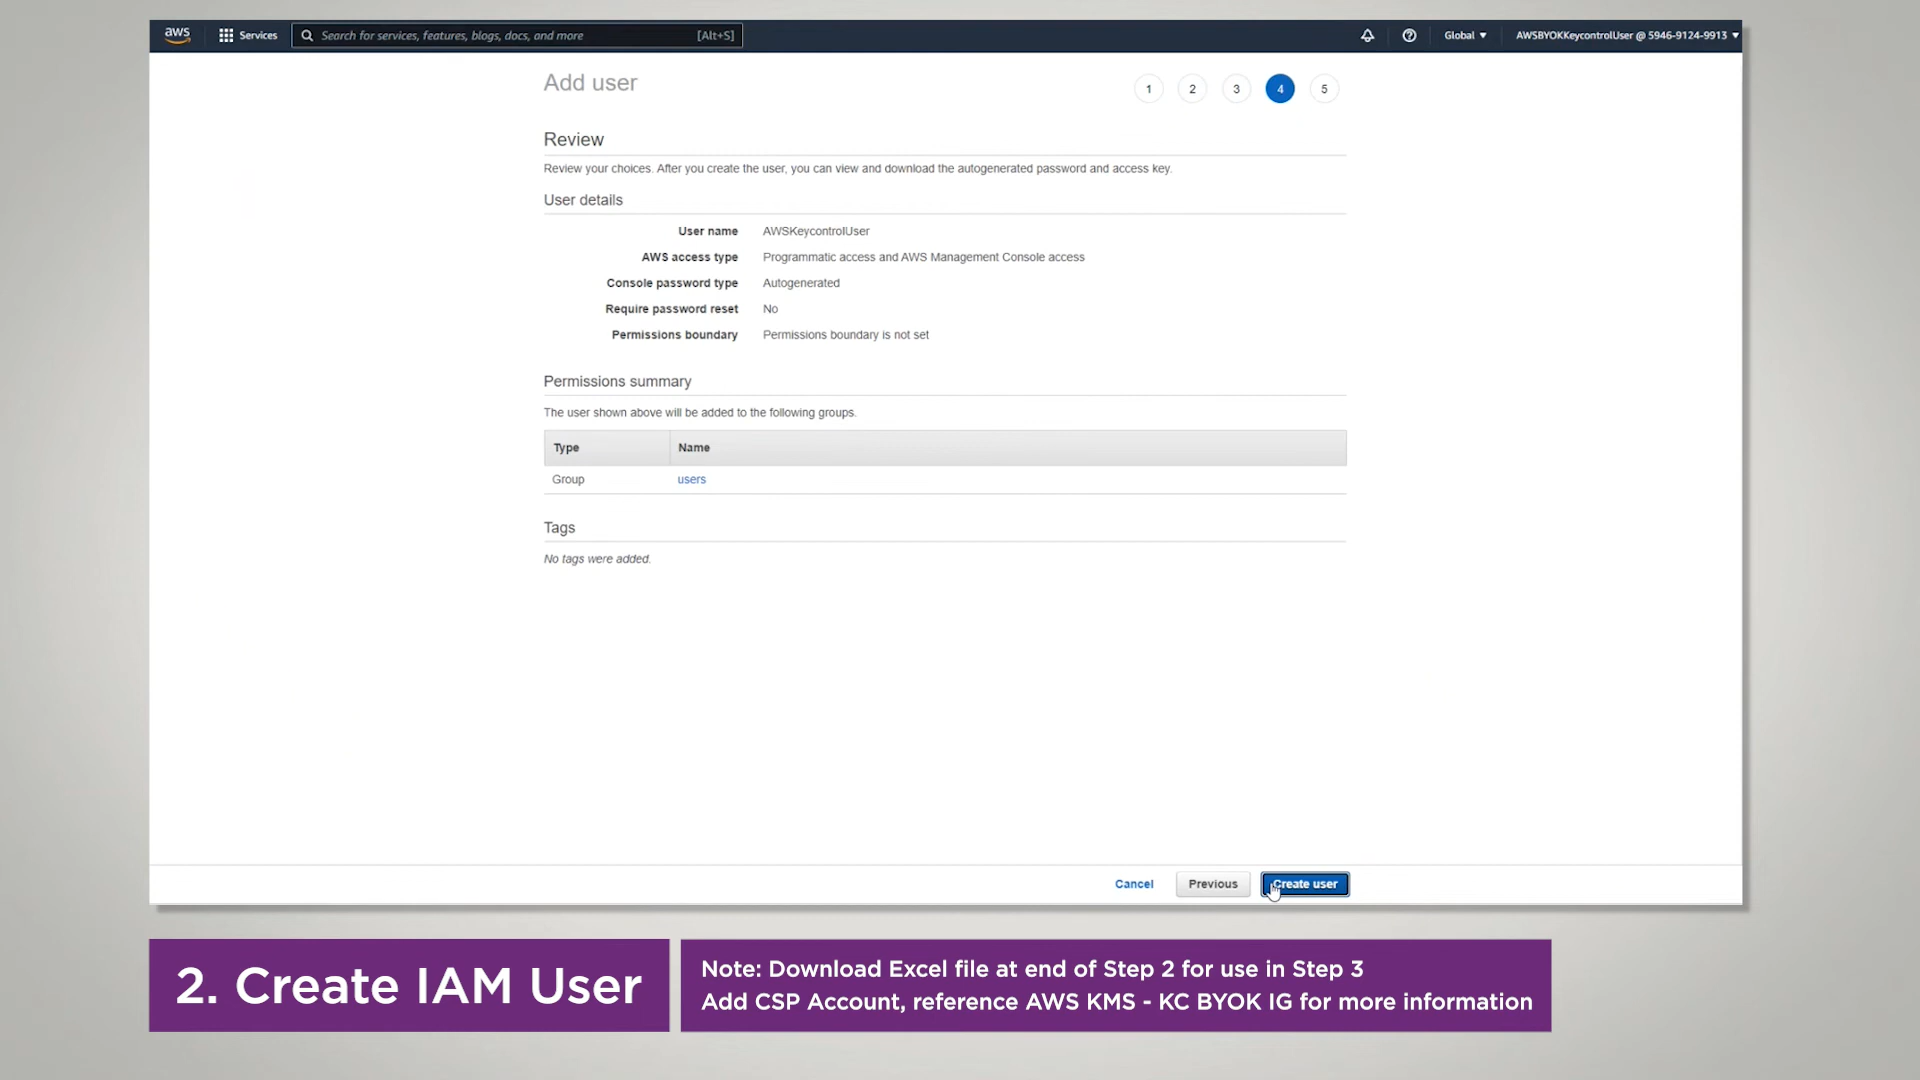 aws
Services
Search for services, features, blogs, docs, and more [Alt+S]
Global
AWSBYOKKeycontrolUser @ 5946-9124-9913
Add user
1 2 3 4 5
Review
Review your choices. After you create the user, you can view and download the autogenerated password and access key.
User details
User name AWSKeycontrolUser
AWS access type Programmatic access and AWS Management Console access
Console password type Autogenerated
Require password reset No
Permissions boundary Permissions boundary is not set
Permissions summary
The user shown above will be added to the following groups.
Type Name
Group users
Tags
No tags were added.
Cancel Previous Create user
2. Create IAM User
Note: Download Excel file at end of Step 2 for use in Step 3
Add CSP Account, reference AWS KMS - KC BYOK IG for more information